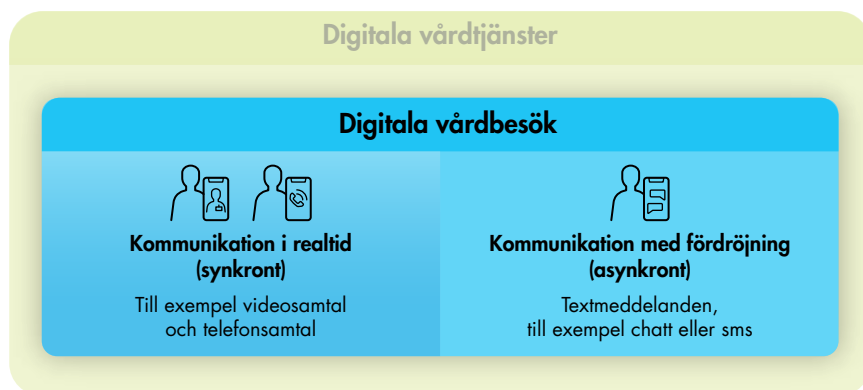 Digitala vårdtjänster
Digitala vårdbesök
Kommunikation i realtid
(synkront)
Till exempel videosamtal
och telefonsamtal
Kommunikation med fördröjning
(asynkront)
Textmeddelanden,
till exempel chatt eller sms